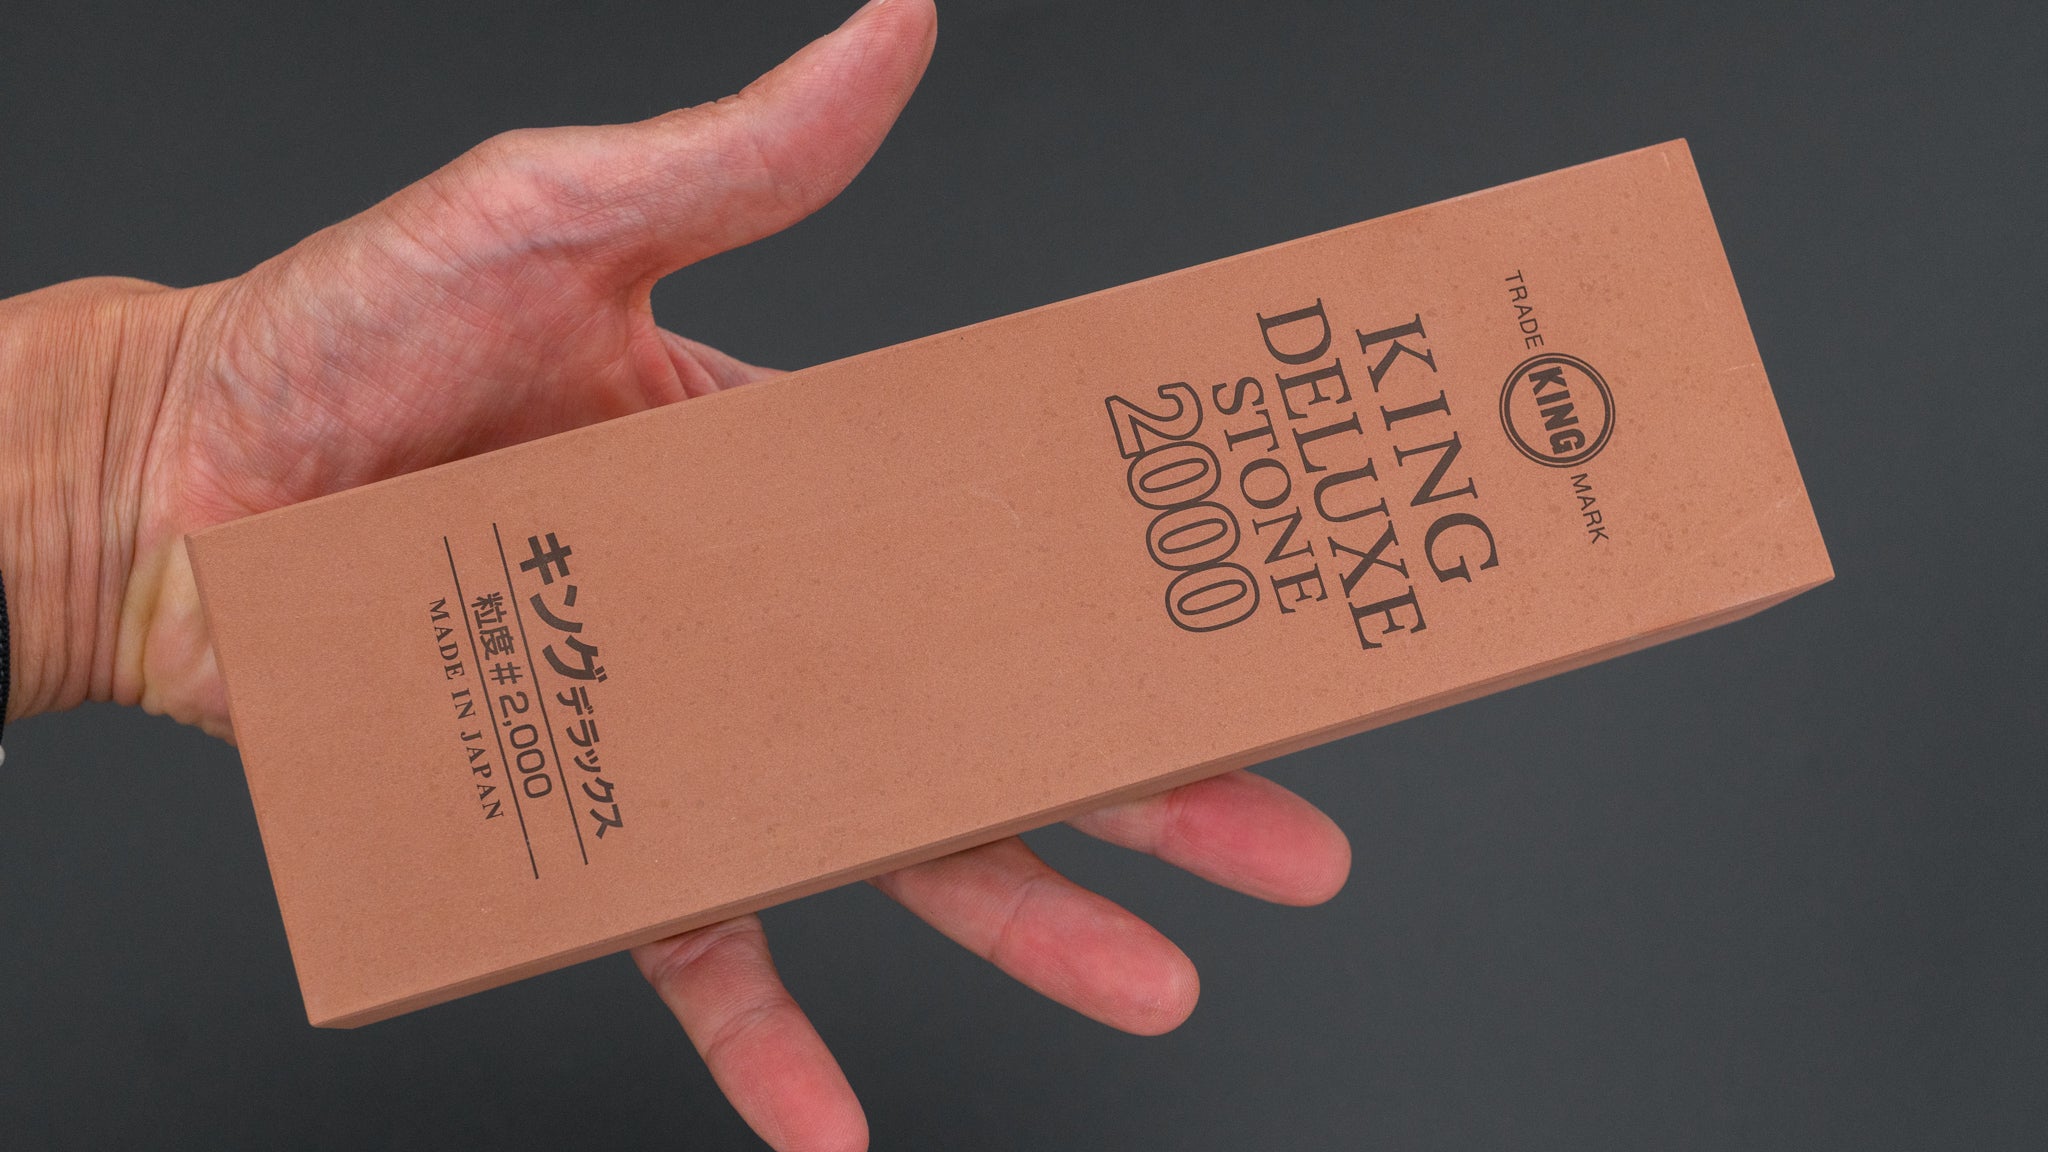 TRADE KING MARK
KING
DELUXE
STONE
2000
キングデラックス
粒度#2,000
MADE IN JAPAN